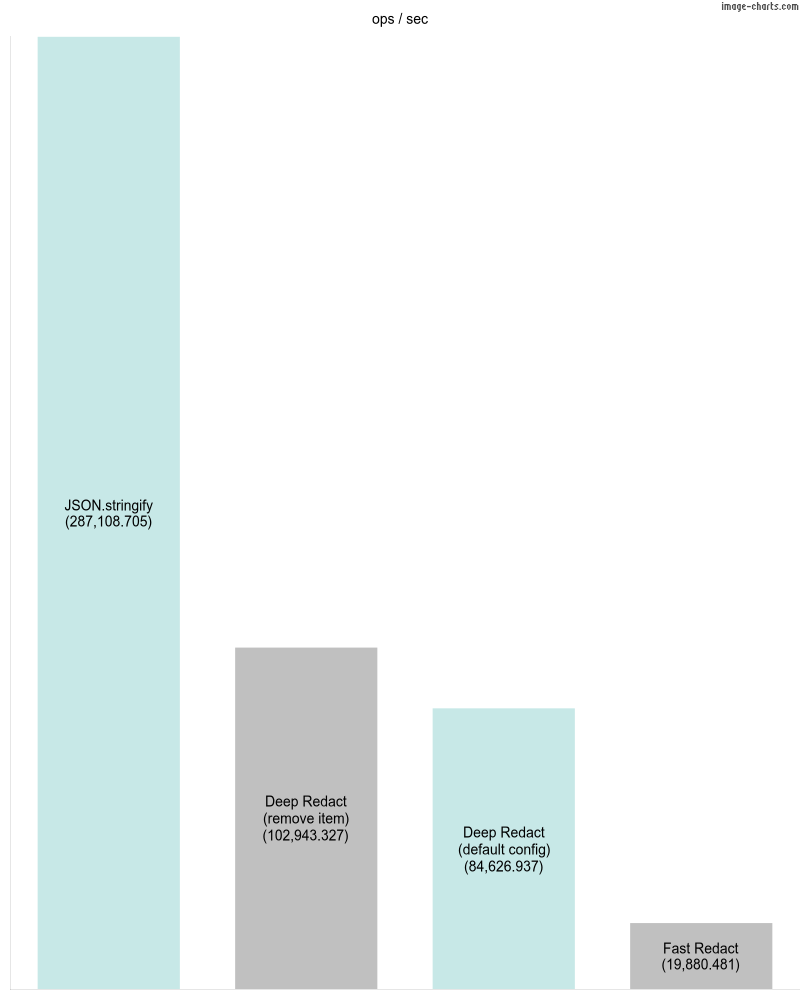 image-charts.com
ops / sec
JSON.stringify
(287,108.705)
Deep Redact
(remove item)
(102,943.327)
Deep Redact
(default config)
(84,626.937)
Fast Redact
(19,880.481)